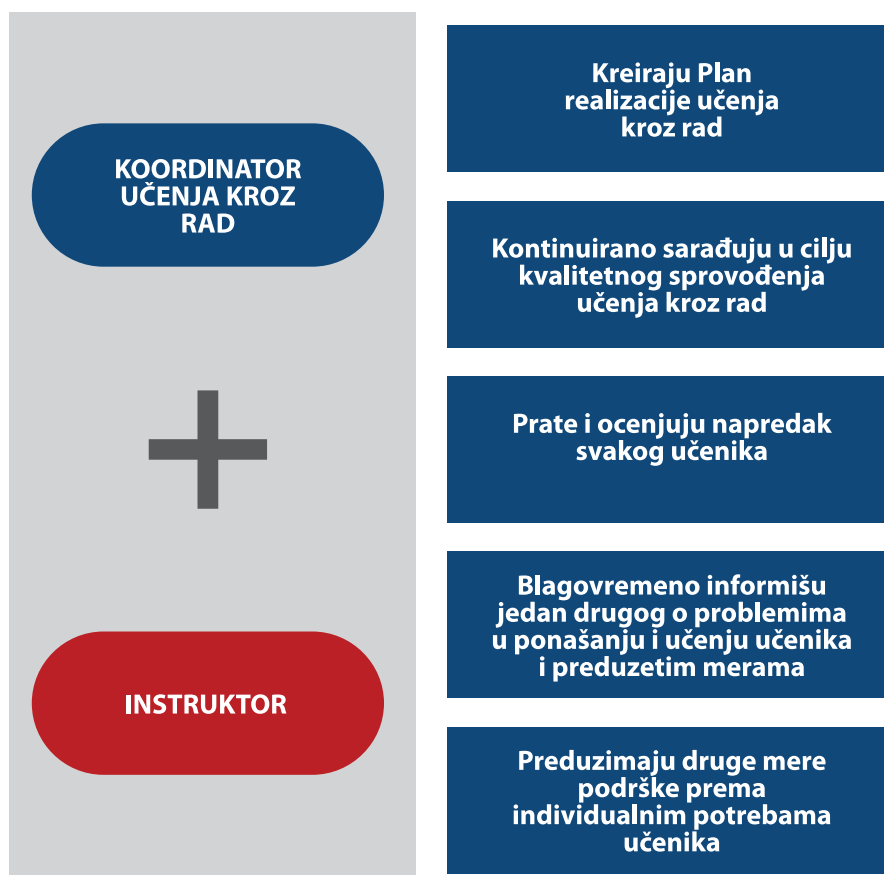 KOORDINATOR
UČENJA KROZ
RAD
INSTRUKTOR
Kreiraju Plan
realizacije učenja
kroz rad
Kontinuirano sarađuju u cilju
kvalitetnog sprovođenja
učenja kroz rad
Prate i ocenjuju napredak
svakog učenika
Blagovremeno informišu
jedan drugog o problemima
u ponašanju i učenju učenika
i preduzetim merama
Preduzimaju druge mere
podrške prema
individualnim potrebama
učenika